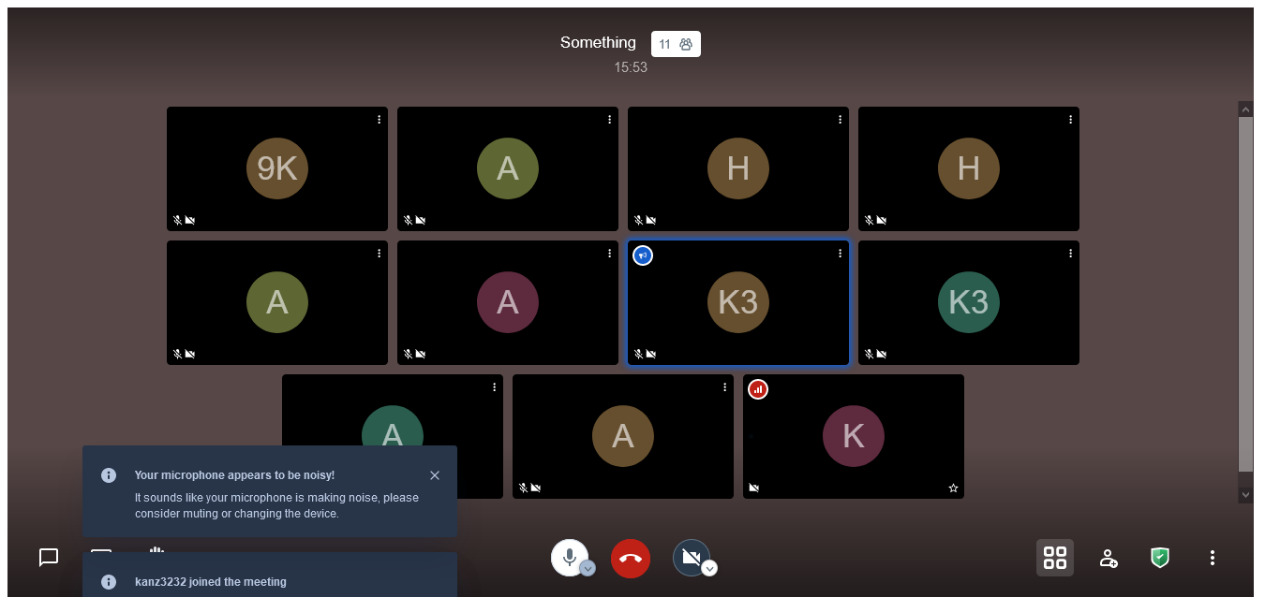 Something 11
15:53
9K
A
H
H
A
A
K3
K3
A
A
K
Your microphone appears to be noisy!
It sounds like your microphone is making noise, please
consider muting or changing the device.
kanz3232 joined the meeting